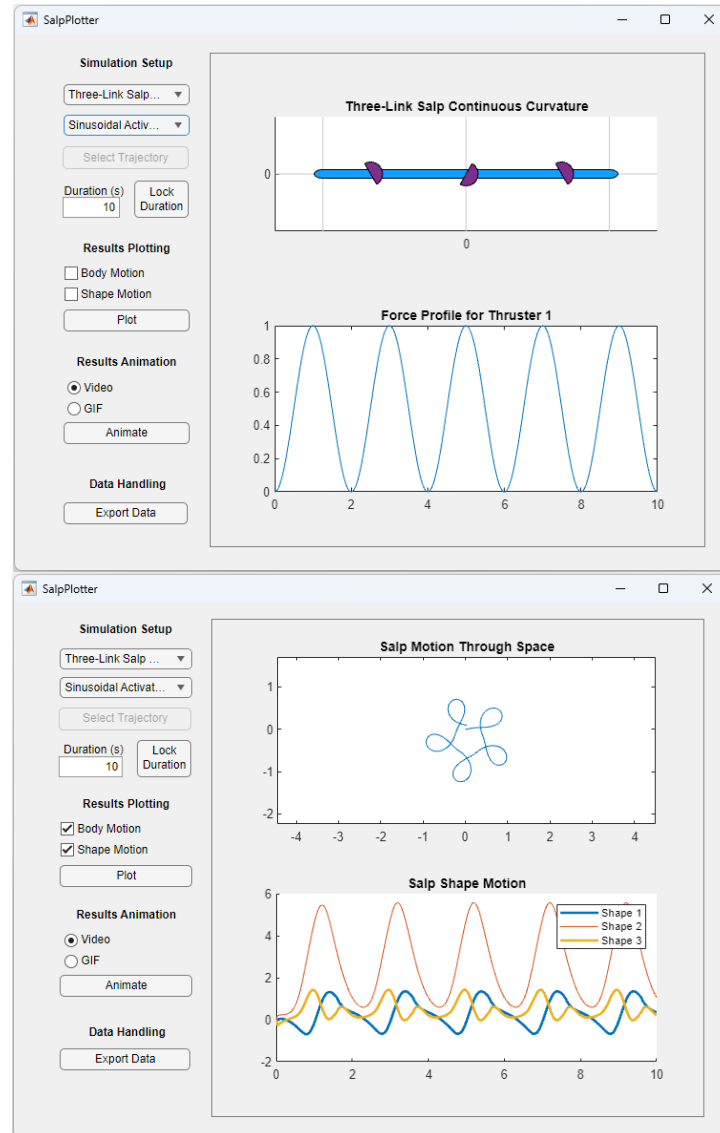 SalpPlotter
Simulation Setup
Three-Link Salp...
Sinusoidal Activ...
Select Trajectory
Duration (s)
10
Lock
Duration
Results Plotting
Body Motion
Shape Motion
Plot
Results Animation
Video
GIF
Animate
Data Handling
Export Data
Three-Link Salp Continuous Curvature
0
0
Force Profile for Thruster 1
1
0.8
0.6
0.4
0.2
0
0 2 4 6 8 10
SalpPlotter
Simulation Setup
Three-Link Salp ...
Sinusoidal Activat...
Select Trajectory
Duration (s)
10
Lock
Duration
Results Plotting
Body Motion
Shape Motion
Plot
Results Animation
Video
GIF
Animate
Data Handling
Export Data
Salp Motion Through Space
1
0
-1
-2
-4 -3 -2 -1 0 1 2 3 4
Salp Shape Motion
6
4
2
0
-2
0 2 4 6 8 10
Shape 1
Shape 2
Shape 3